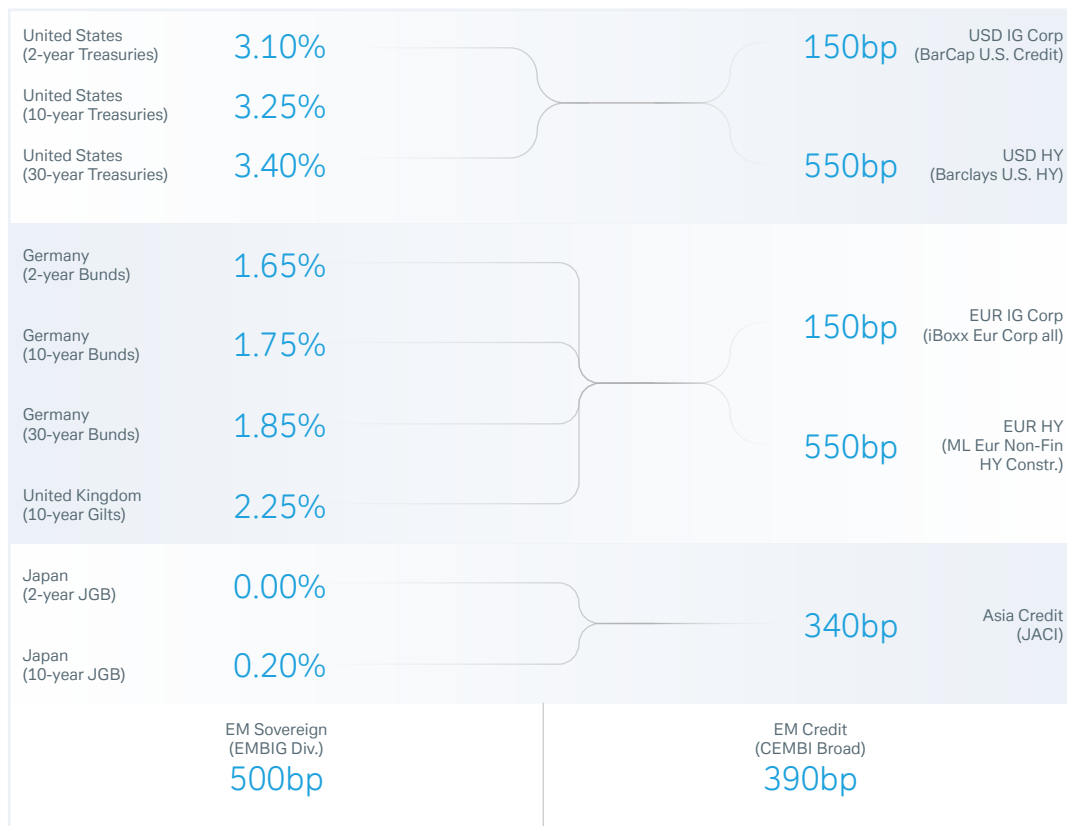 United States
(2-year Treasuries)
3.10%
150bp
USD IG Corp
(BarCap U.S. Credit)
United States
(10-year Treasuries)
3.25%
United States
(30-year Treasuries)
3.40%
550bp
USD HY
(Barclays U.S. HY)
Germany
(2-year Bunds)
1.65%
Germany
(10-year Bunds)
1.75%
150bp
EUR IG Corp
(iBoxx Eur Corp all)
Germany
(30-year Bunds)
1.85%
550bp
EUR HY
(ML Eur Non-Fin
HY Constr.)
United Kingdom
(10-year Gilts)
2.25%
Japan
(2-year JGB)
0.00%
340bp
Asia Credit
(JACI)
Japan
(10-year JGB)
0.20%
EM Sovereign
(EMBIG Div.)
500bp
EM Credit
(CEMBI Broad)
390bp